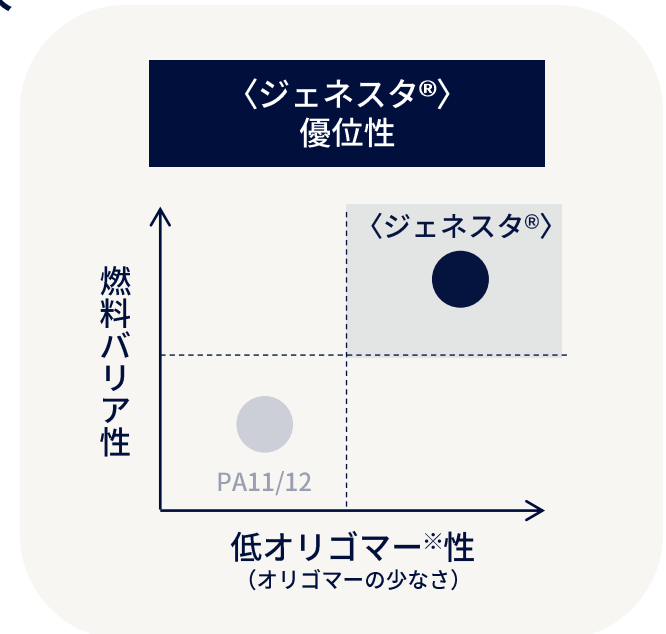 〈ジェネスタ®〉
優位性
〈ジェネスタ®〉
燃料バリア性
PA11/12
低オリゴマー※性
（オリゴマーの少なさ）